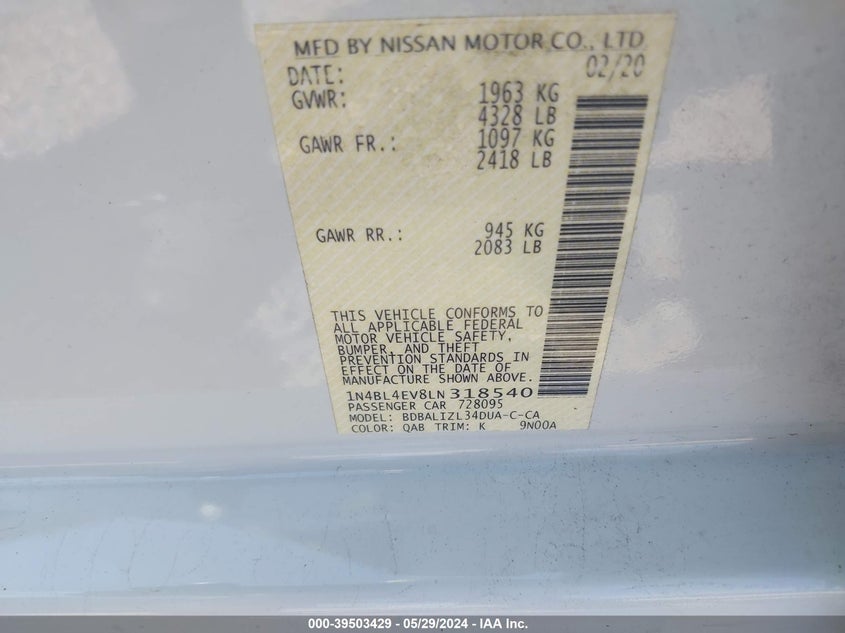 MFD BY NISSAN MOTOR CO., LTD
DATE: 02/20
GVWR: 1963 KG
4328 LB
GAWR FR.: 1097 KG
2418 LB
GAWR RR.: 945 KG
2083 LB
THIS VEHICLE CONFORMS TO
ALL APPLICABLE FEDERAL
MOTOR VEHICLE SAFETY,
BUMPER, AND THEFT
PREVENTION STANDARDS IN
EFFECT ON THE DATE OF
MANUFACTURE SHOWN ABOVE.
1N4BL4EV8LN318540
PASSENGER CAR 728095
MODEL: BDBALIZL34DUA-C-CA
COLOR: QAB TRIM: K 9N00A
000-39503429 - 05/29/2024 - IAA Inc.